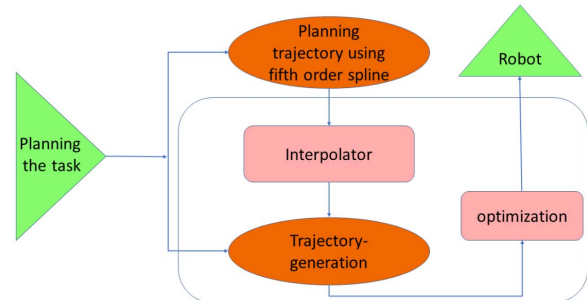 Planning
the task
Planning
trajectory using
fifth order spline
Interpolator
Trajectory-
generation
optimization
Robot